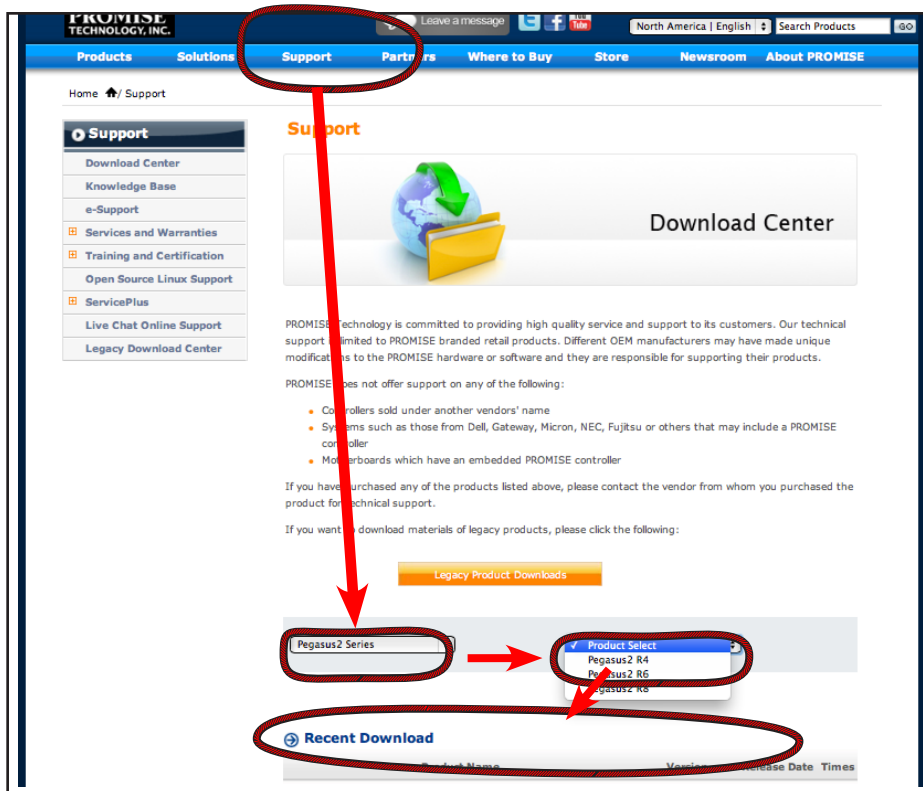 PROMISE
TECHNOLOGY, INC.
Leave a message
You
Tube
North America | English
Search Products
GO
Products Solutions Support Partners Where to Buy Store Newsroom About PROMISE
Home / Support
Support
Download Center
Knowledge Base
e-Support
Services and Warranties
Training and Certification
Open Source Linux Support
ServicePlus
Live Chat Online Support
Legacy Download Center
Support
Download Center
PROMISE Technology is committed to providing high quality service and support to its customers. Our technical
support is limited to PROMISE branded retail products. Different OEM manufacturers may have made unique
modifications to the PROMISE hardware or software and they are responsible for supporting their products.
PROMISE does not offer support on any of the following:
• Controllers sold under another vendors' name
• Systems such as those from Dell, Gateway, Micron, NEC, Fujitsu or others that may include a PROMISE
controller
• Motherboards which have an embedded PROMISE controller
If you have purchased any of the products listed above, please contact the vendor from whom you purchased the
product for technical support.
If you want to download materials of legacy products, please click the following:
Legacy Product Downloads
Pegasus2 Series
✓ Product Select
Pegasus2 R4
Pegasus2 R6
Pegasus2 R8
Recent Download
Product Name Version Release Date Times